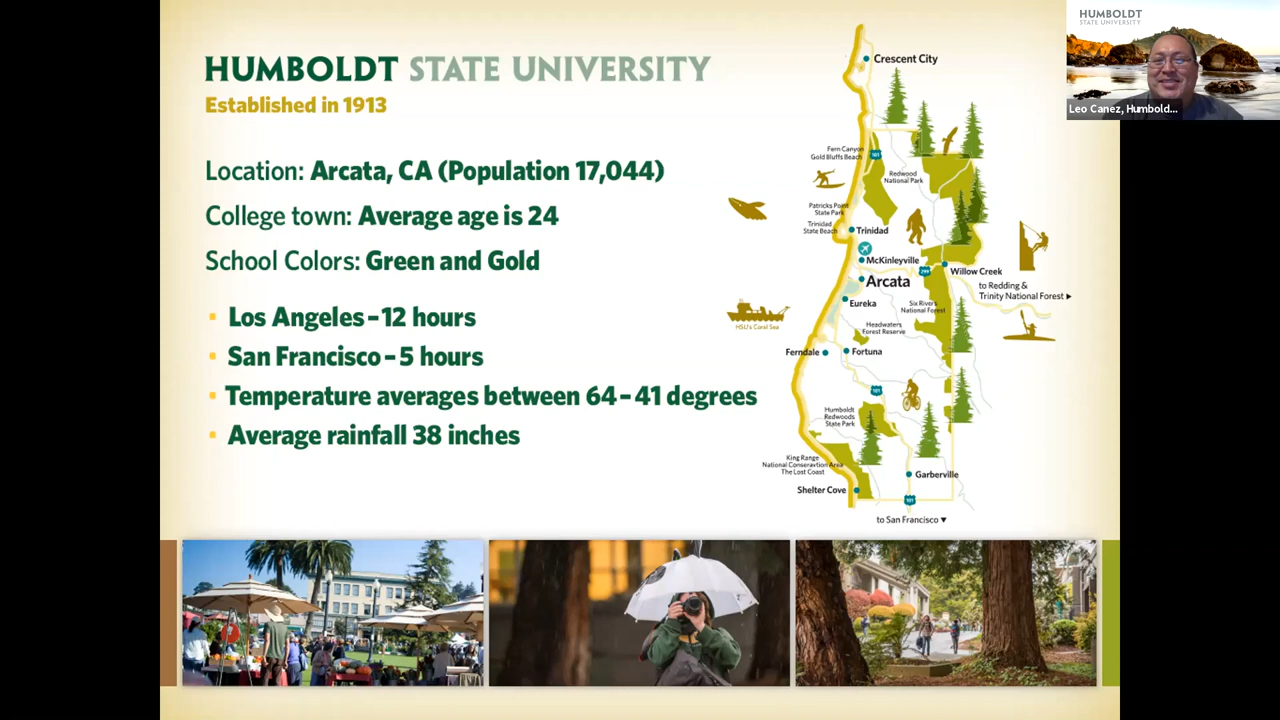 HUMBOLDT STATE UNIVERSITY
Established in 1913
Location: Arcata, CA (Population 17,044)
College town: Average age is 24
School Colors: Green and Gold
Los Angeles – 12 hours
San Francisco – 5 hours
Temperature averages between 64 – 41 degrees
Average rainfall 38 inches
Crescent City
Fern Canyon
Gold Bluffs Beach
101
Redwood
National Park
Patricks Point
State Park
Trinidad
State Beach
Trinidad
McKinleyville
299
Willow Creek
Arcata
to Redding &
Trinity National Forest ▶
Eureka
Six Rivers
National Forest
HSU's Coral Sea
Headwaters
Forest Reserve
Ferndale
Fortuna
101
Humboldt
Redwoods
State Park
King Range
National Conservartion Area
The Lost Coast
Garberville
Shelter Cove
101
to San Francisco ▼
HUMBOLDT
STATE UNIVERSITY
Leo Canez, Humbold...